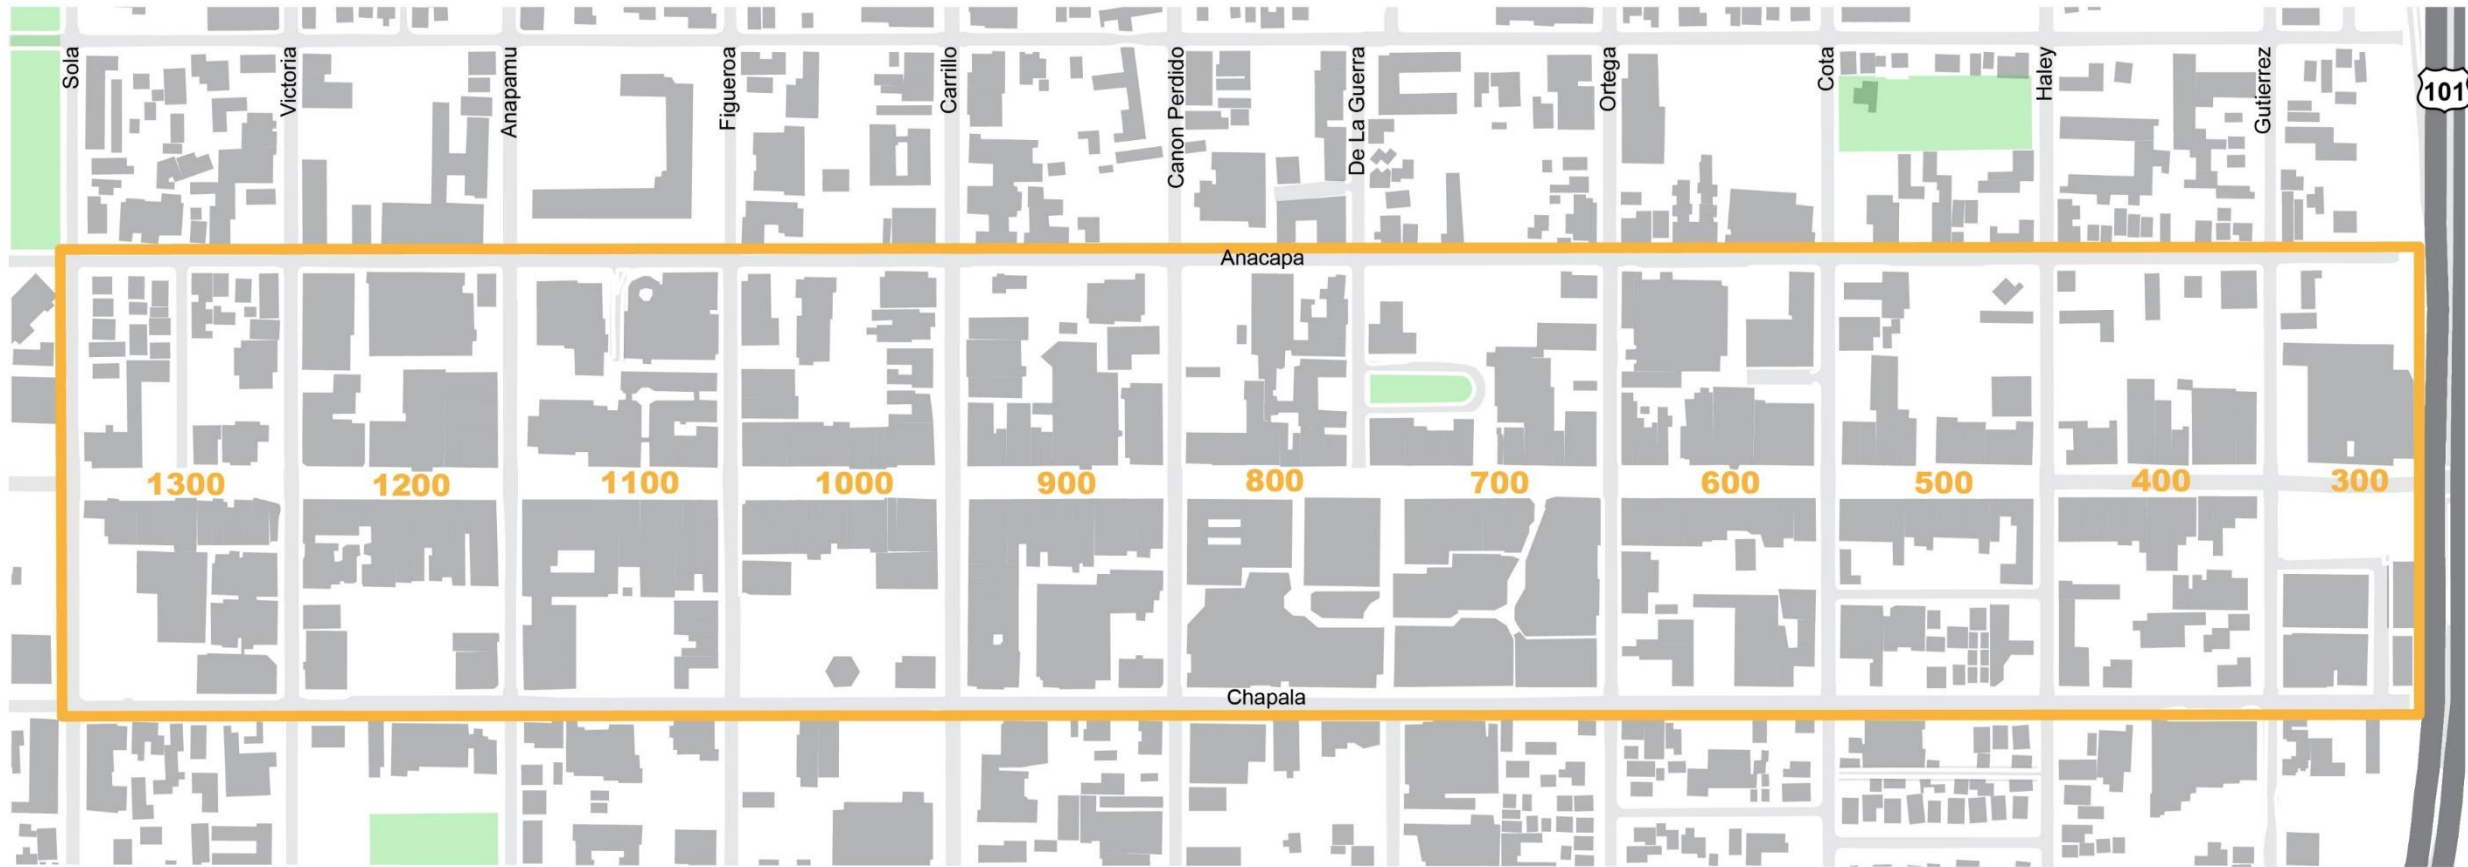 Sola
Victoria
Anapamu
Figueroa
Carrillo
Canon Perdido
De La Guerra
Ortega
Cota
Haley
Gutierrez
101
Anacapa
1300
1200
1100
1000
900
800
700
600
500
400
300
Chapala